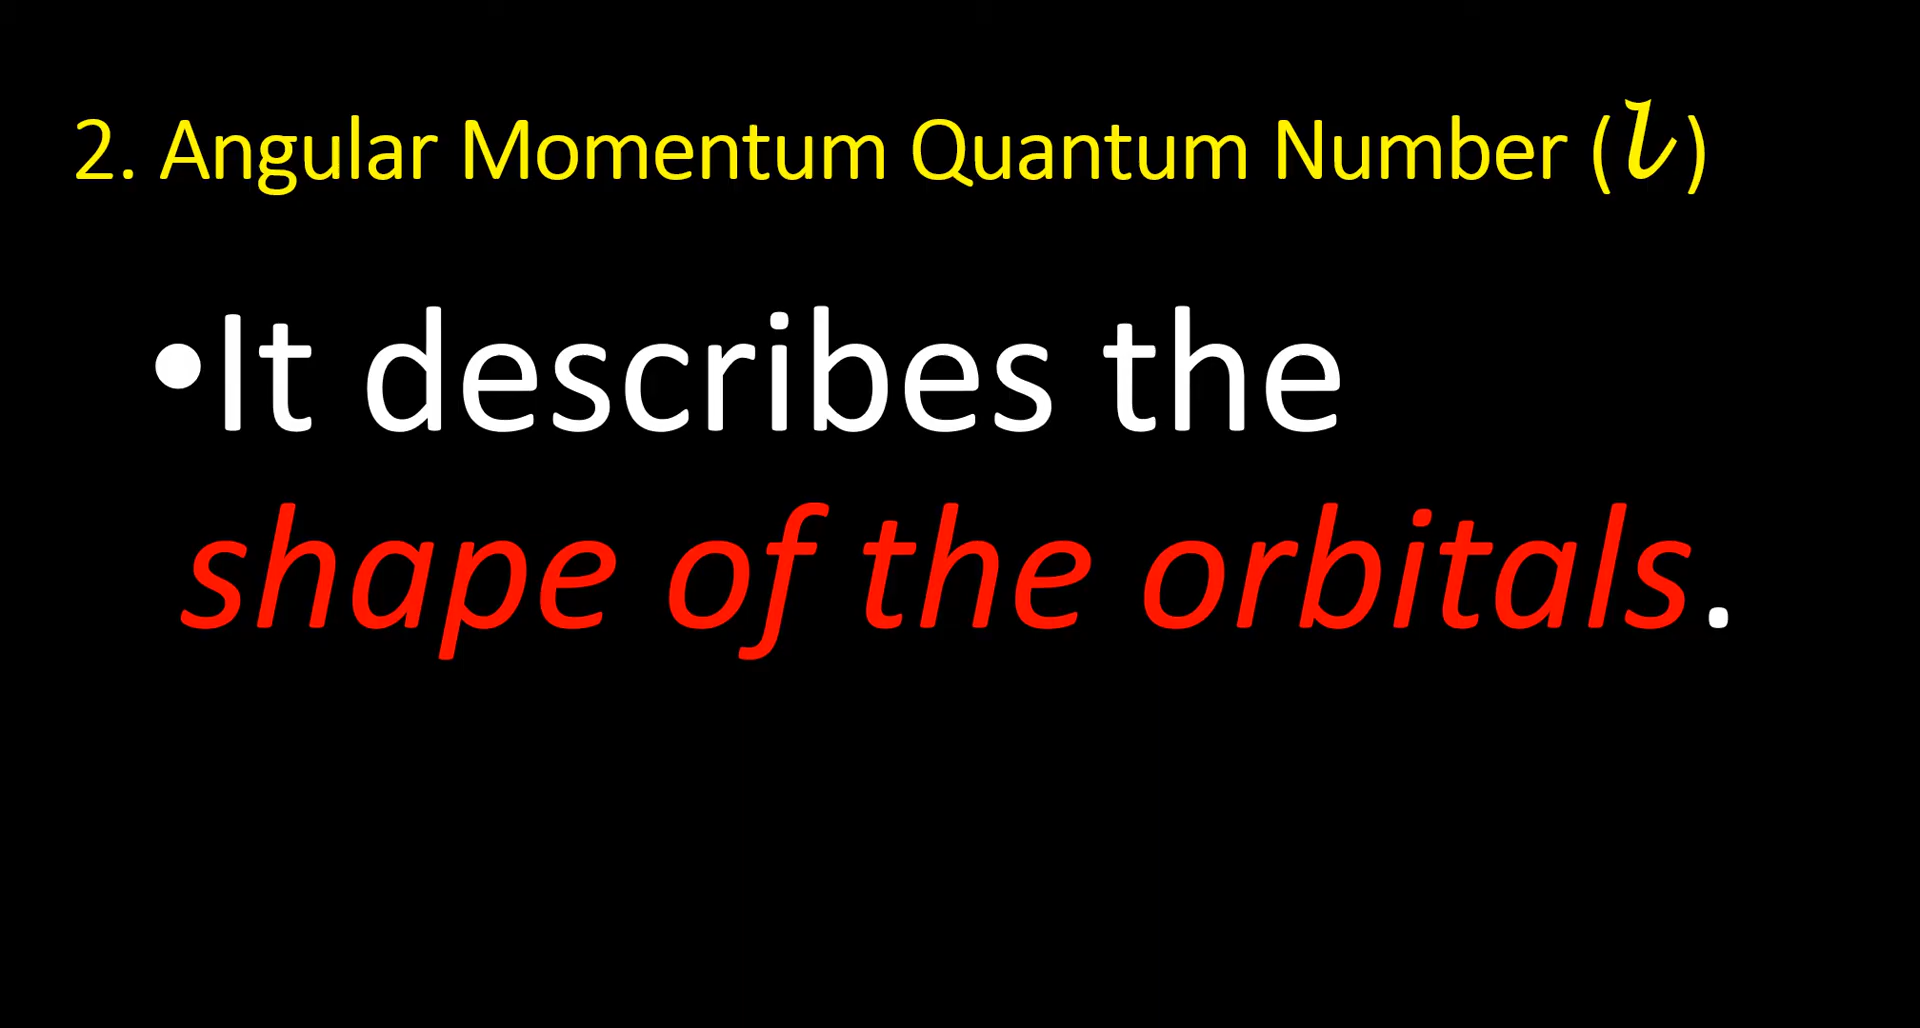 2. Angular Momentum Quantum Number (l)
•It describes the
shape of the orbitals.